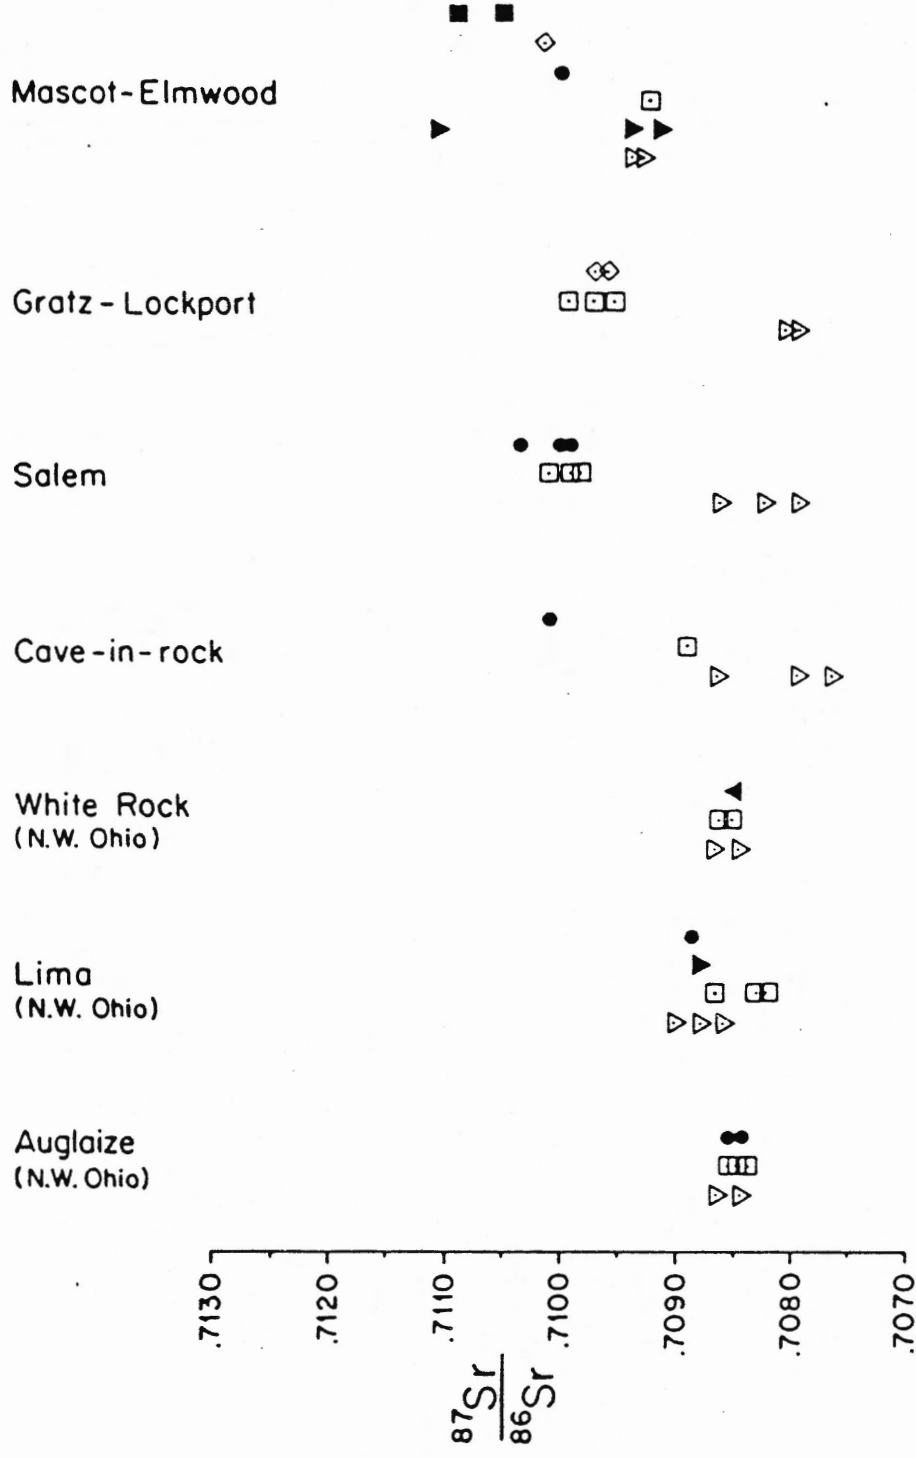 Mascot-Elmwood
Gratz-Lockport
Salem
Cave-in-rock
White Rock
(N.W. Ohio)
Lima
(N.W. Ohio)
Auglaize
(N.W. Ohio)
.7130
.7120
.7110
.7100
.7090
.7080
.7070
87Sr
86Sr